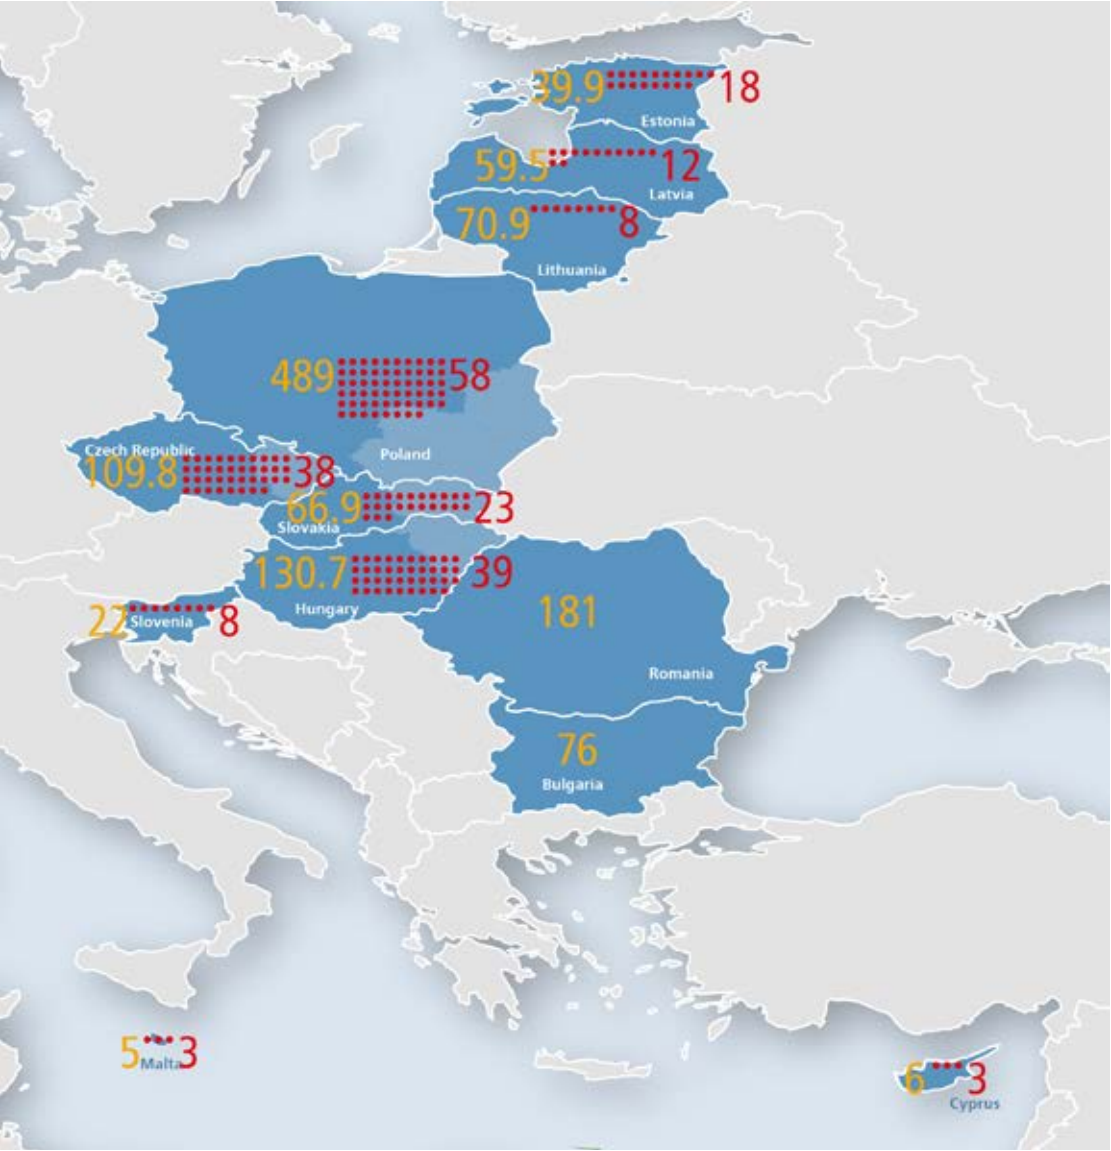 39.9 18
Estonia
59.5 12
Latvia
70.9 8
Lithuania
489 58
Poland
Czech Republic
109.8 38
66.9 23
Slovakia
130.7 39
Hungary
22 Slovenia 8
181
Romania
76
Bulgaria
5 Malta 3
6 3
Cyprus